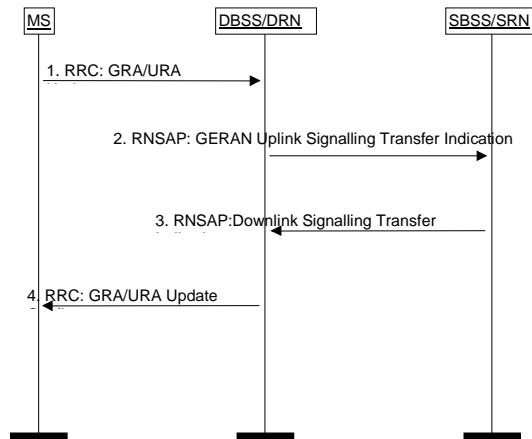 MS
DBSS/DRN
SBSS/SRN
1. RRC: GRA/URA
2. RNSAP: GERAN Uplink Signalling Transfer Indication
3. RNSAP:Downlink Signalling Transfer
4. RRC: GRA/URA Update